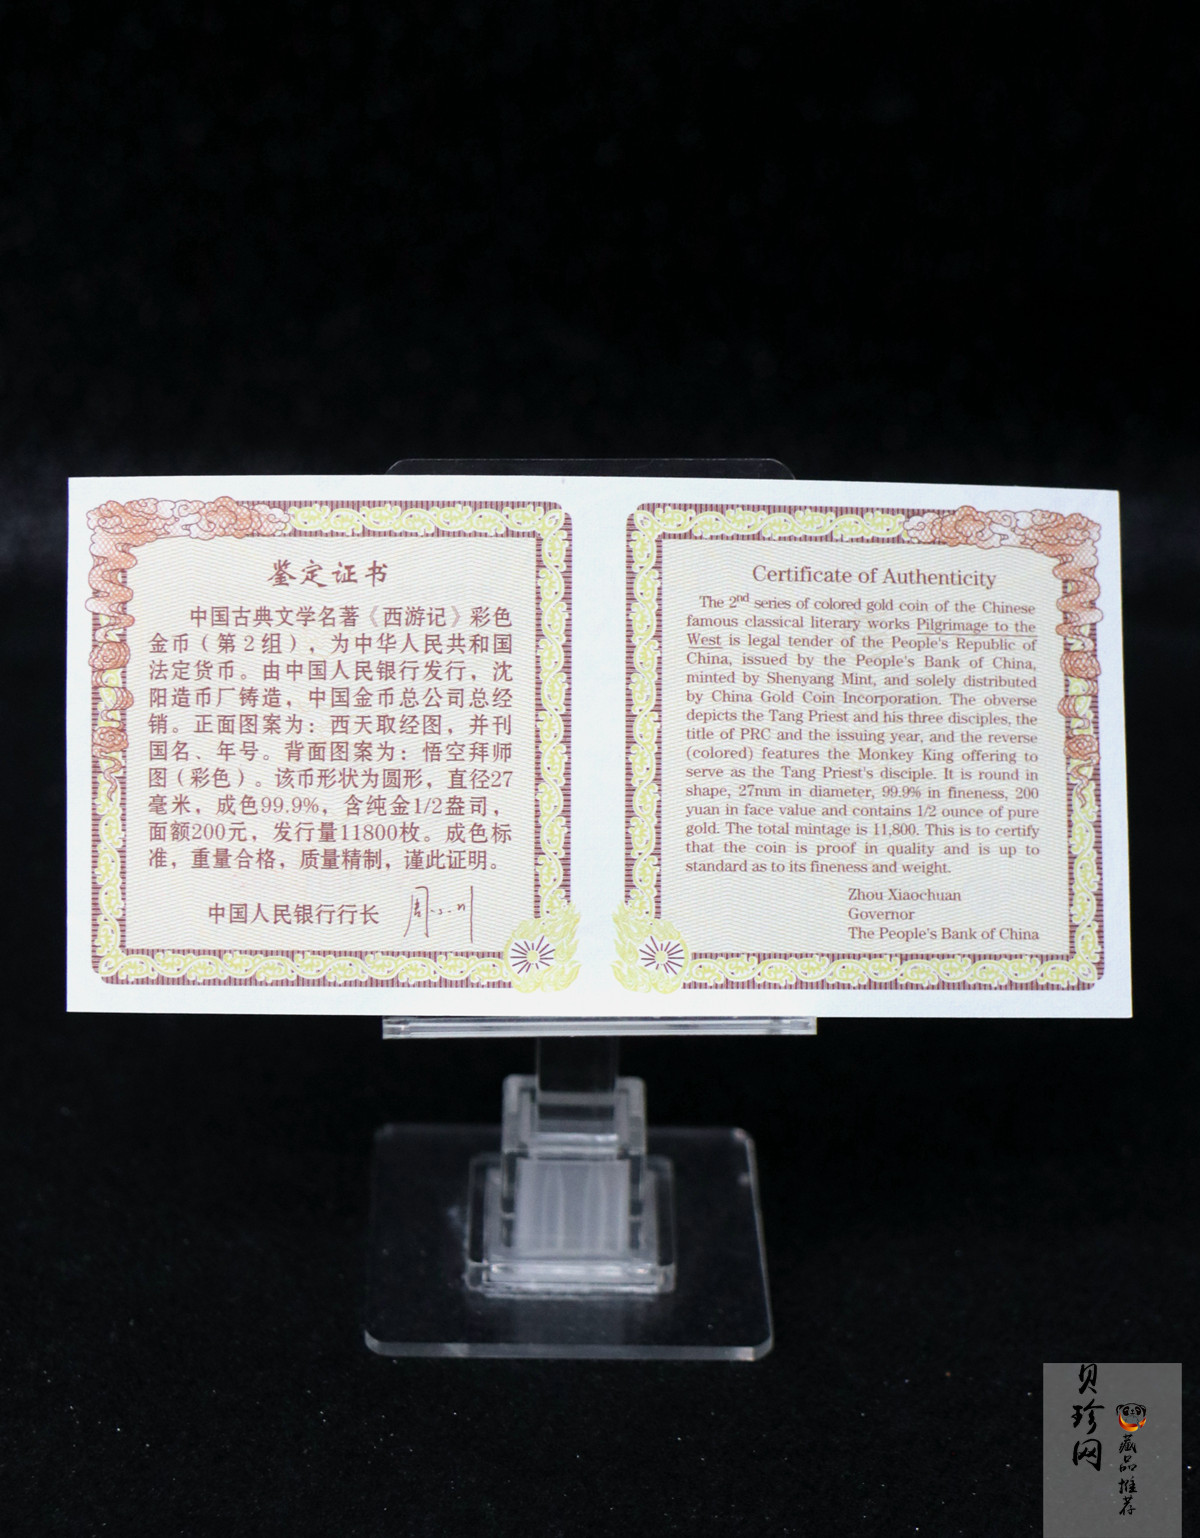 鉴定证书
中国古典文学名著《西游记》彩色
金币（第2组），为中华人民共和国
法定货币。由中国人民银行发行，沈
阳造币厂铸造，中国金币总公司总经
销。正面图案为：西天取经图，并刊
国名、年号。背面图案为：悟空拜师
图（彩色）。该币形状为圆形，直径27
毫米，成色99.9%，含纯金1/2盎司，
面额200元，发行量11800枚。成色标
准，重量合格，质量精制，谨此证明。
中国人民银行行长 周小川
Certificate of Authenticity
The 2nd series of colored gold coin of the Chinese
famous classical literary works Pilgrimage to the
West is legal tender of the People's Republic of
China, issued by the People's Bank of China,
minted by Shenyang Mint, and solely distributed
by China Gold Coin Incorporation. The obverse
depicts the Tang Priest and his three disciples, the
title of PRC and the issuing year, and the reverse
(colored) features the Monkey King offering to
serve as the Tang Priest's disciple. It is round in
shape, 27mm in diameter, 99.9% in fineness, 200
yuan in face value and contains 1/2 ounce of pure
gold. The total mintage is 11,800. This is to certify
that the coin is proof in quality and is up to
standard as to its fineness and weight.
Zhou Xiaochuan
Governor
The People's Bank of China
贝珍网
藏品推荐